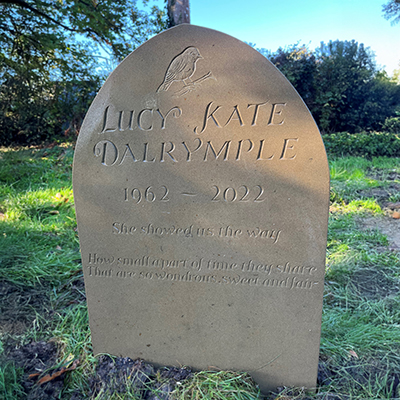 Lucy Kate
Dalrymple
1962 – 2022
She showed us the way
How small a part of time they share
That are so wondrous sweet and fair